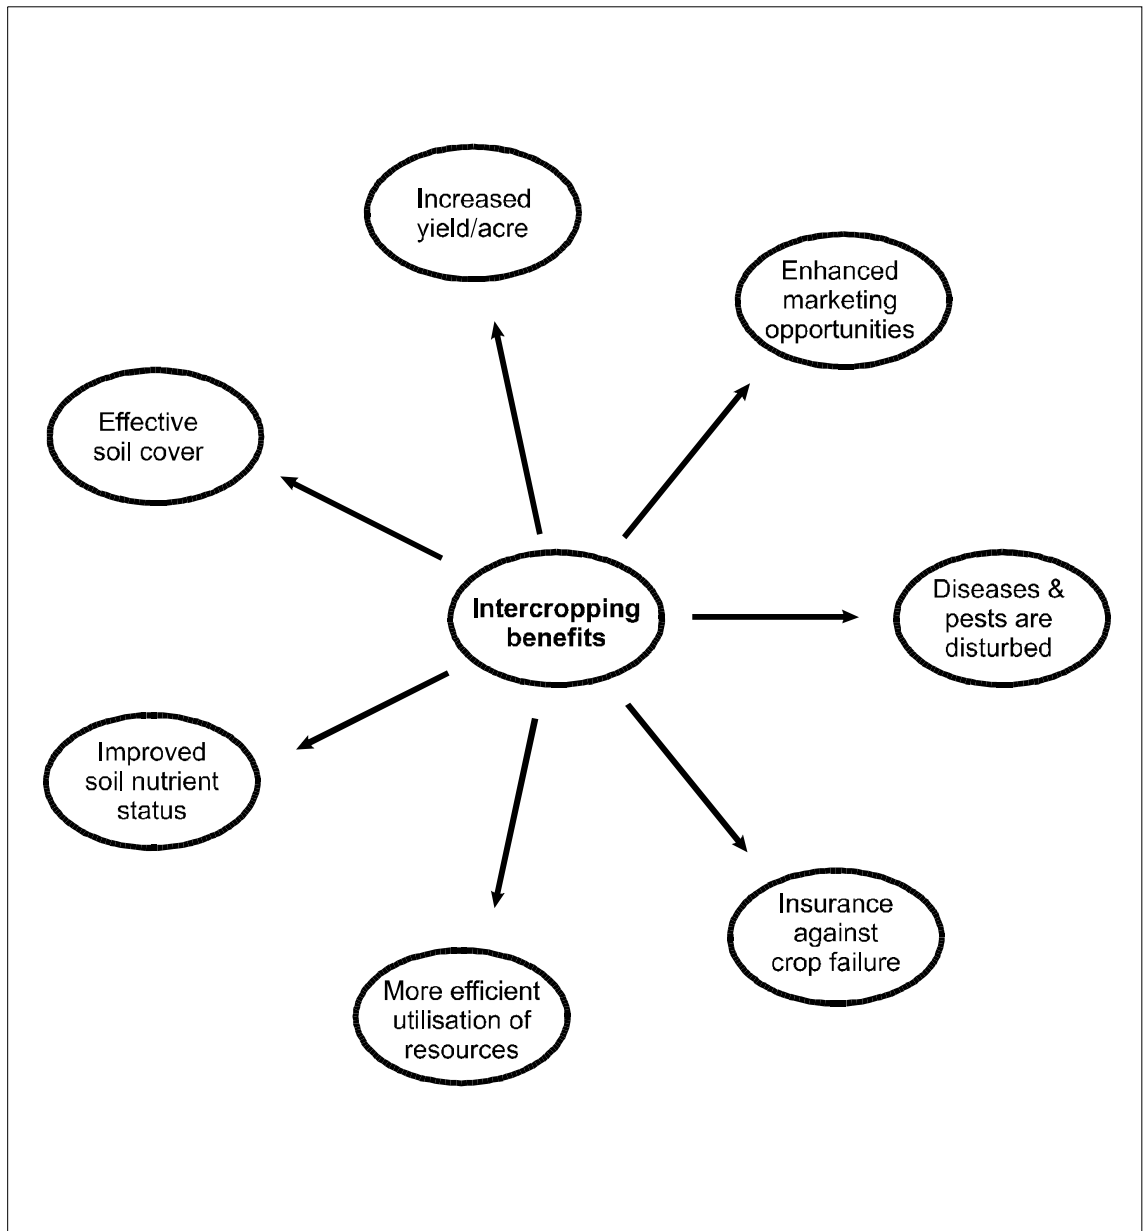 Increased
yield/acre
Enhanced
marketing
opportunities
Effective
soil cover
Intercropping
benefits
Diseases &
pests are
disturbed
Improved
soil nutrient
status
Insurance
against
crop failure
More efficient
utilisation of
resources